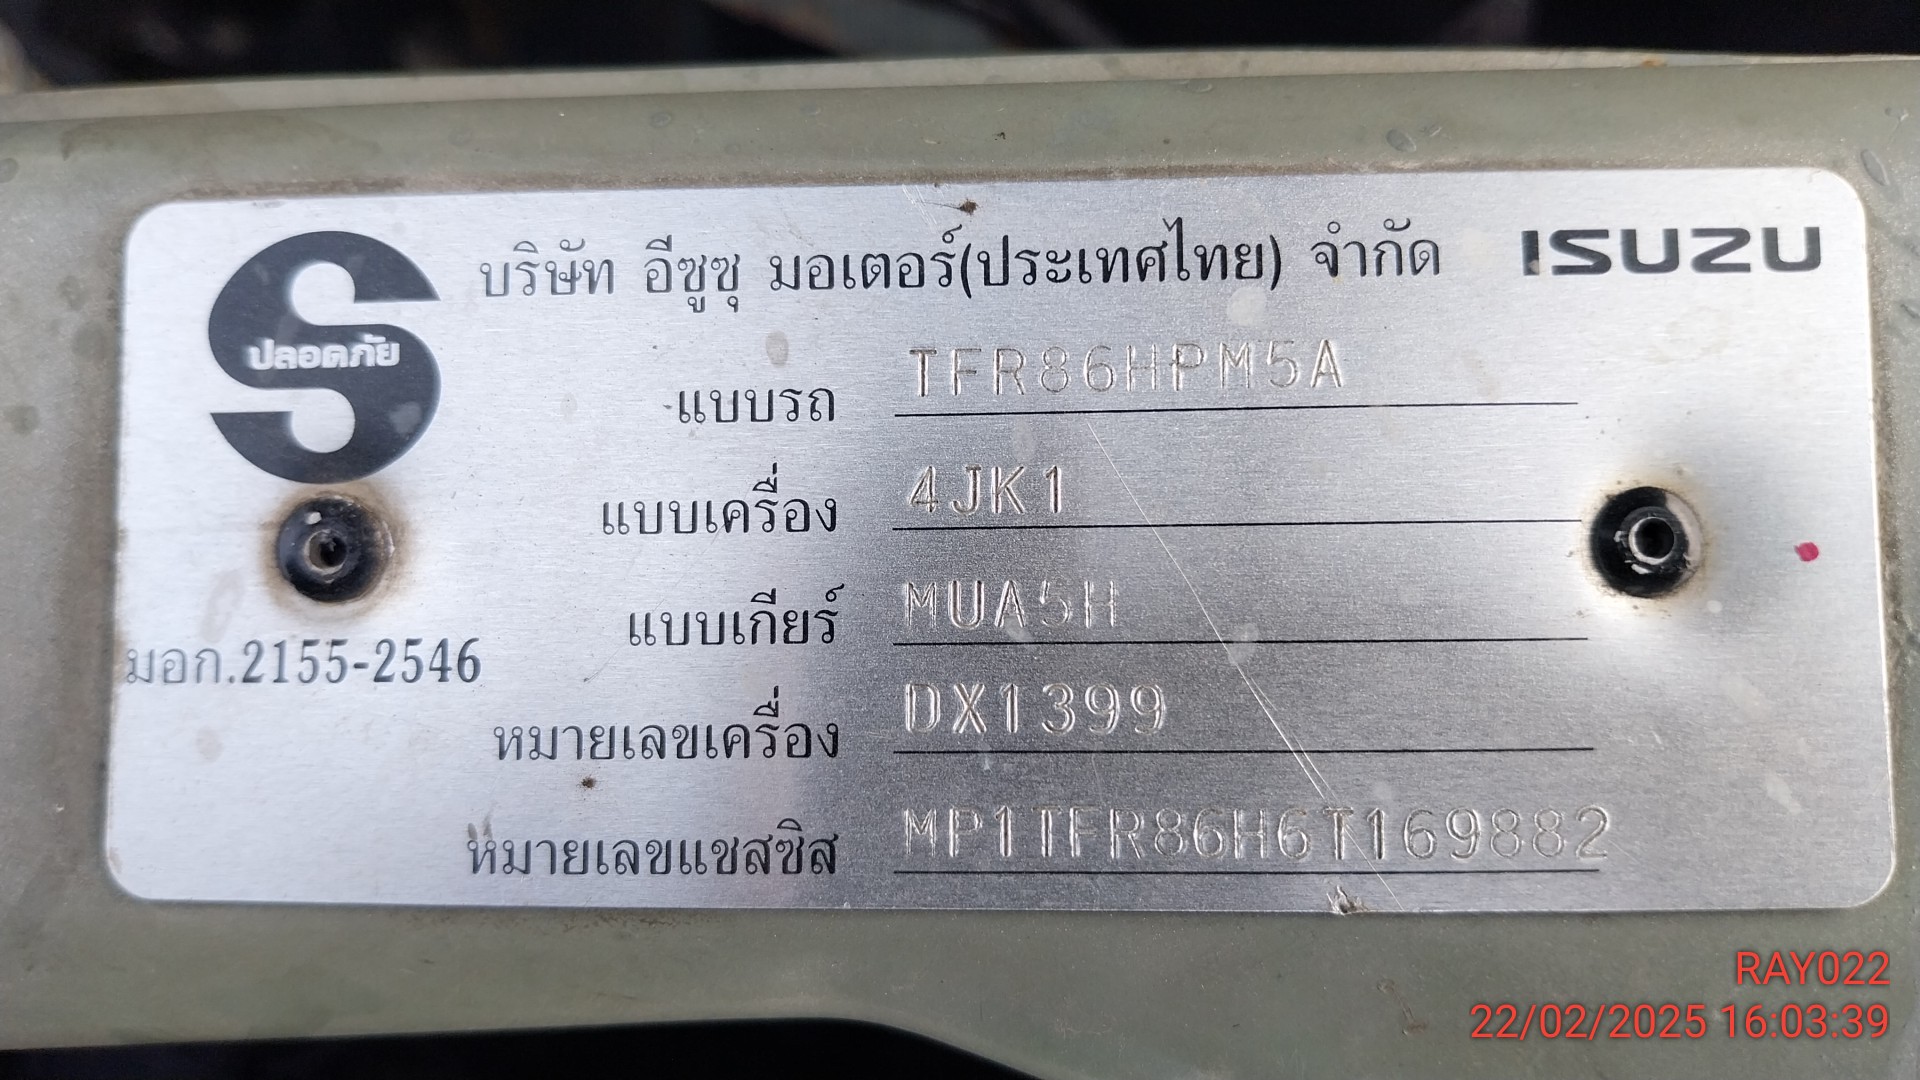 บริษัท อีซูซุ มอเตอร์(ประเทศไทย) จำกัด ISUZU
ปลอดภัย
แบบรถ TFR86HPM5A
แบบเครื่อง 4JK1
แบบเกียร์ MUA5H
มอก.2155-2546
หมายเลขเครื่อง DX1399
หมายเลขแชสซิส MP1TFR86H6T169882
RAY022
22/02/2025 16:03:39